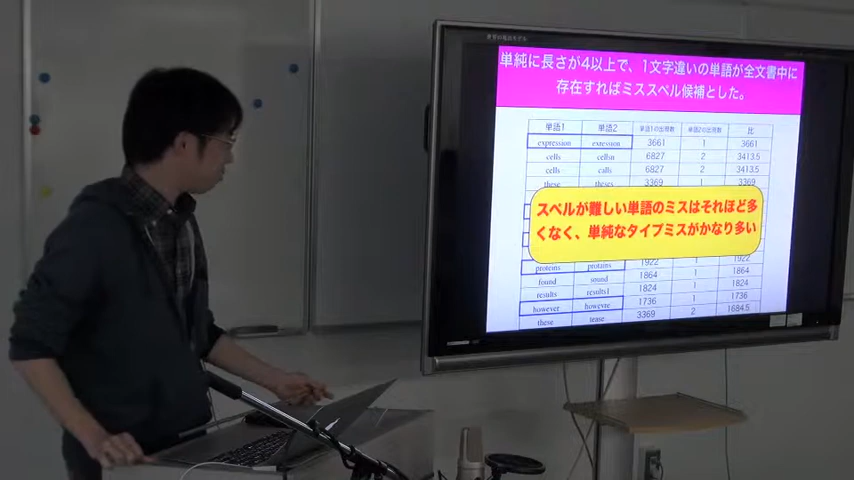 単純に長さが4以上で、1文字違いの単語が全文書中に
存在すればミススペル候補とした。
単語1 単語2 単語1の出現数 単語2の出現数 比
expression extression 3661 1 3661
cells cellsn 6827 2 3413.5
cells calls 6827 2 3413.5
these theses 3369 1 3369
スペルが難しい単語のミスはそれほど多
くなく、単純なタイプミスがかなり多い
1922 1 1922
proteins protains 1864 1 1864
found sound
results results1 1824 1 1824
however howevre 1736 1 1736
these tease 3369 2 1684.5